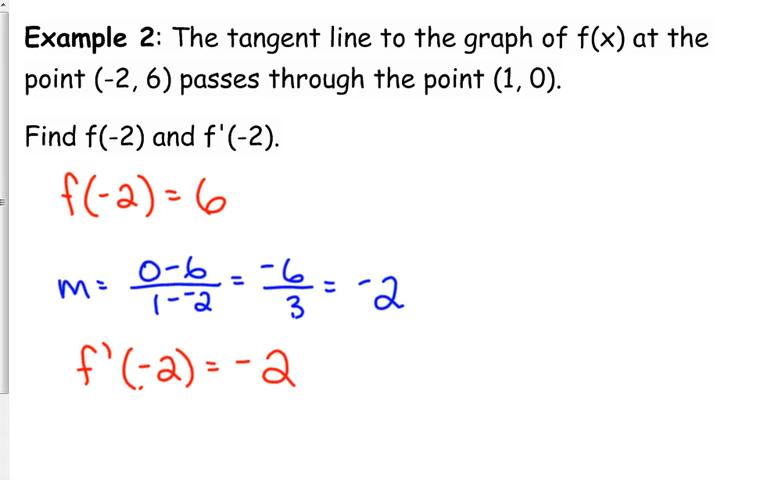 Example 2: The tangent line to the graph of f(x) at the
point (-2, 6) passes through the point (1, 0).
Find f(-2) and f'(-2).
f(-2) = 6
m = 0-6/1--2 = -6/3 = -2
f'(-2) = -2